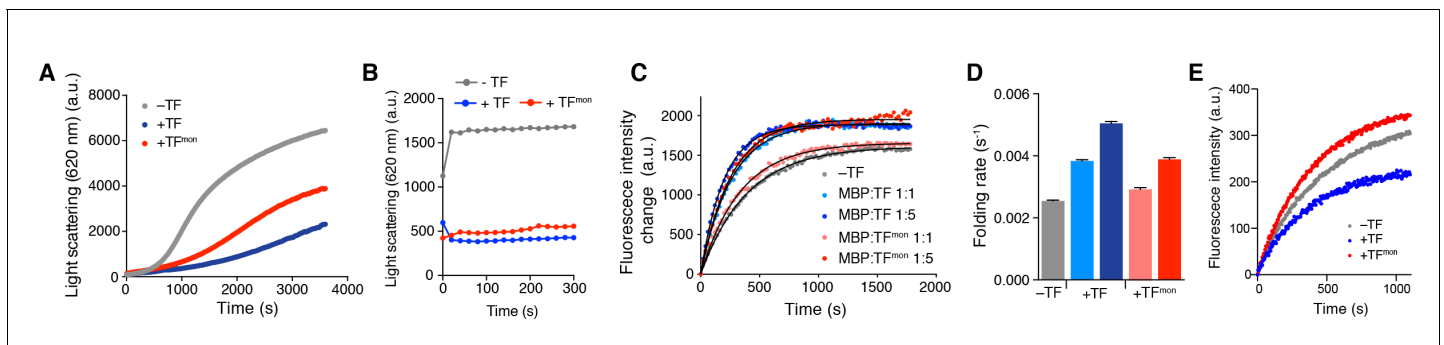 A
Light scattering (620 nm) (a.u.)
8000
6000
4000
2000
0
–TF
+TF
+TFmon
0 1000 2000 3000 4000
Time (s)
B
Light scattering (620 nm) (a.u.)
- TF
+ TF + TFmon
2000
1500
1000
500
0
0 100 200 300
Time (s)
C
Fluorescece intensity
change (a.u.)
2000
1500
1000
500
0
–TF
MBP:TF 1:1
MBP:TF 1:5
MBP:TFmon 1:1
MBP:TFmon 1:5
0 500 1000 1500 2000
Time (s)
D
Folding rate (s-1)
0.006
0.004
0.002
0.000
–TF +TF +TFmon
E
Fluorescece intensity (a.u.)
400
300
200
100
0
–TF
+TF
+TFmon
0 500 1000
Time (s)